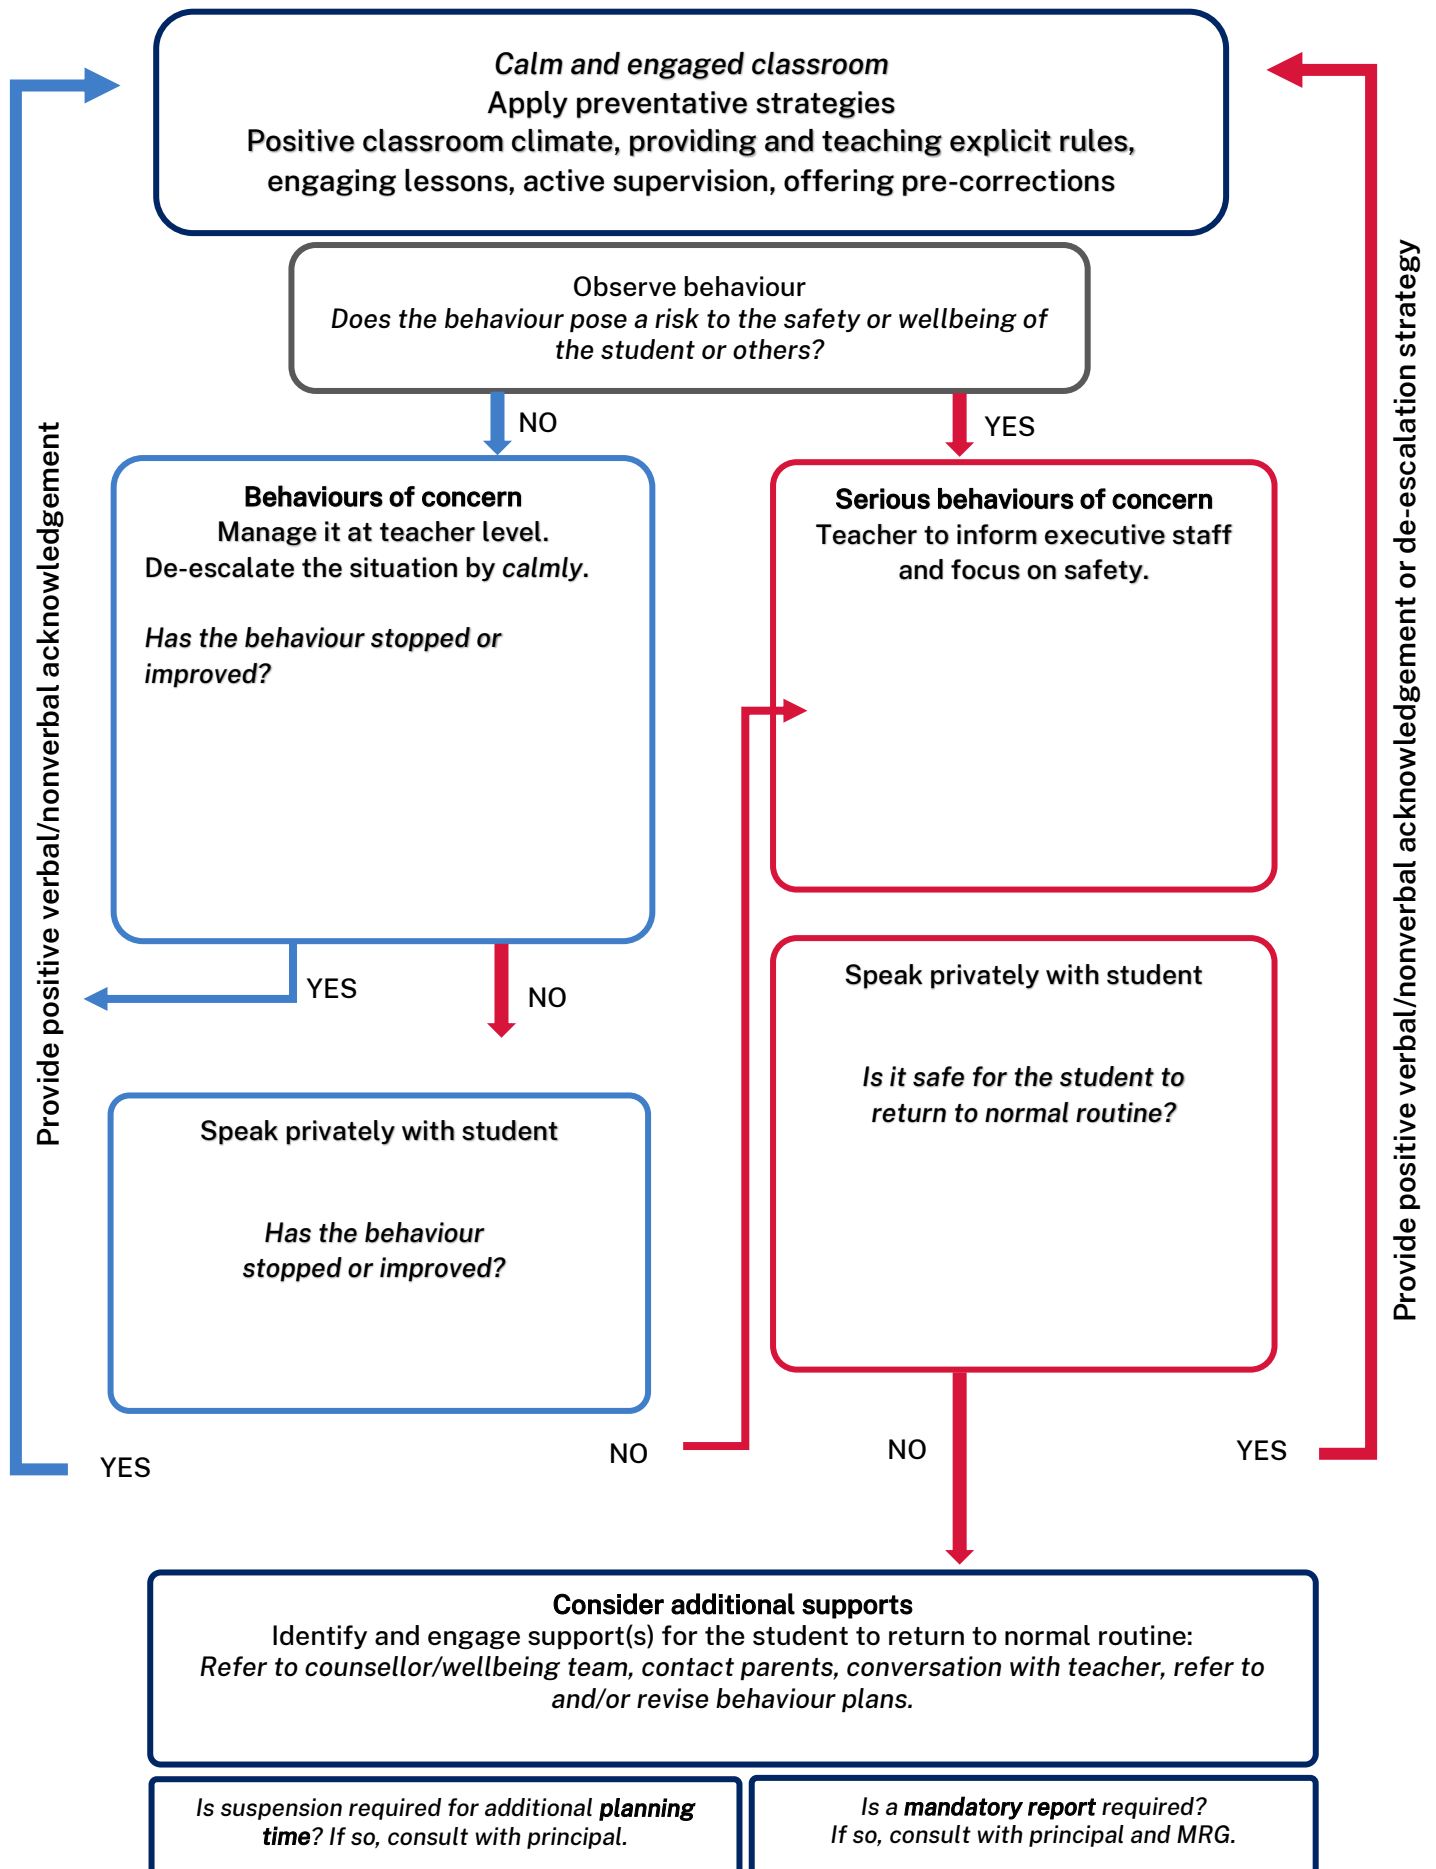 Calm and engaged classroom
Apply preventative strategies
Positive classroom climate, providing and teaching explicit rules,
engaging lessons, active supervision, offering pre-corrections
Observe behaviour
Does the behaviour pose a risk to the safety or wellbeing of
the student or others?
NO
YES
Behaviours of concern
Manage it at teacher level.
De-escalate the situation by calmly.
Has the behaviour stopped or
improved?
Serious behaviours of concern
Teacher to inform executive staff
and focus on safety.
YES
NO
Speak privately with student
Has the behaviour
stopped or improved?
Speak privately with student
Is it safe for the student to
return to normal routine?
YES
NO
NO
YES
Provide positive verbal/nonverbal acknowledgement
Provide positive verbal/nonverbal acknowledgement or de-escalation strategy
Consider additional supports
Identify and engage support(s) for the student to return to normal routine:
Refer to counsellor/wellbeing team, contact parents, conversation with teacher, refer to
and/or revise behaviour plans.
Is suspension required for additional planning
time? If so, consult with principal.
Is a mandatory report required?
If so, consult with principal and MRG.